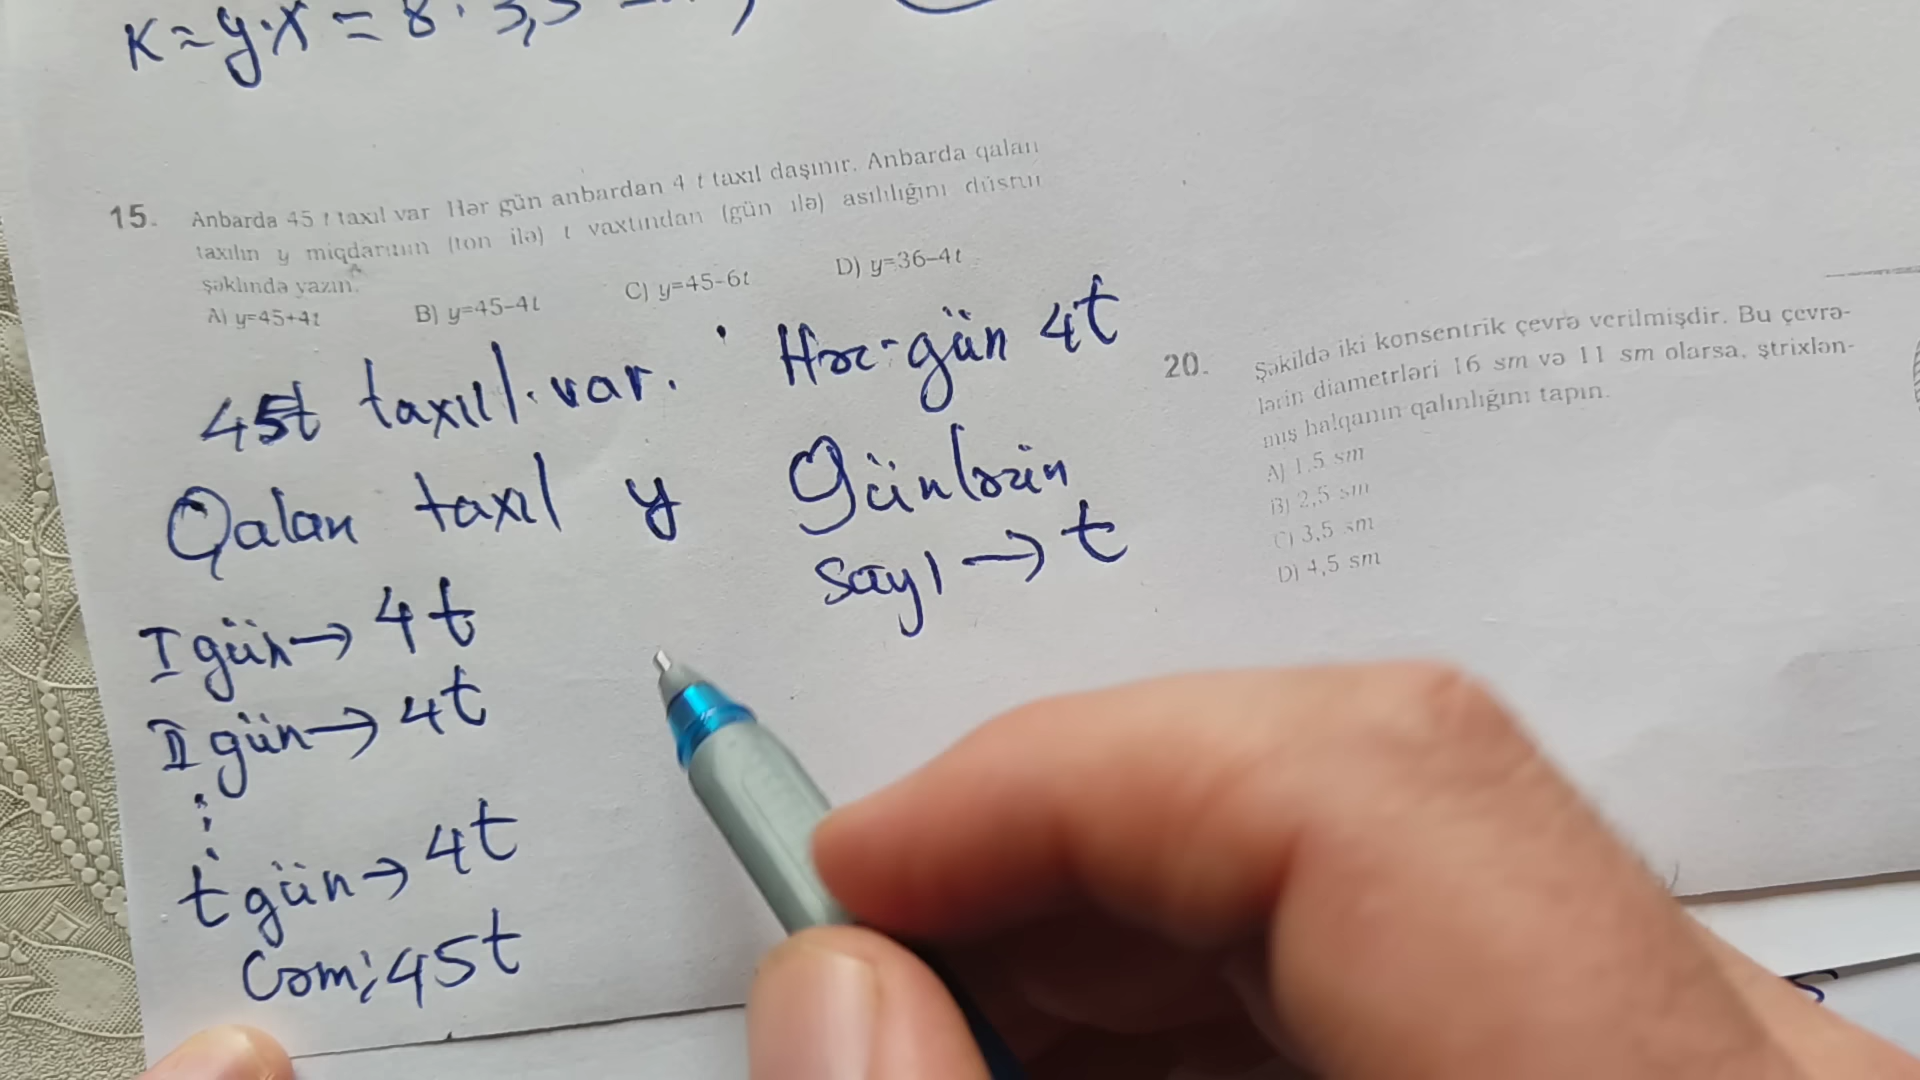 K=y·x = 8 · 3,5
15. Anbarda 45 t taxıl var Hər gün anbardan 4 t taxıl daşınır. Anbarda qalan
taxılın y miqdarının (ton ilə) t vaxtından (gün ilə) asılılığını düstur
şəklində yazın.
A) y=45+4t B) y=45-4t C) y=45-6t D) y=36-4t
45t taxıl var. Hər gün 4t
Qalan taxıl y Günlərin
sayı → t
I gün → 4t
II gün → 4t
t gün → 4t
Cəmi; 45t
20. Şəkildə iki konsentrik çevrə verilmişdir. Bu çevrə-
lərin diametrləri 16 sm və 11 sm olarsa, ştrixlən-
miş halqanın qalınlığını tapın.
A) 1,5 sm
B) 2,5 sm
C) 3,5 sm
D) 4,5 sm